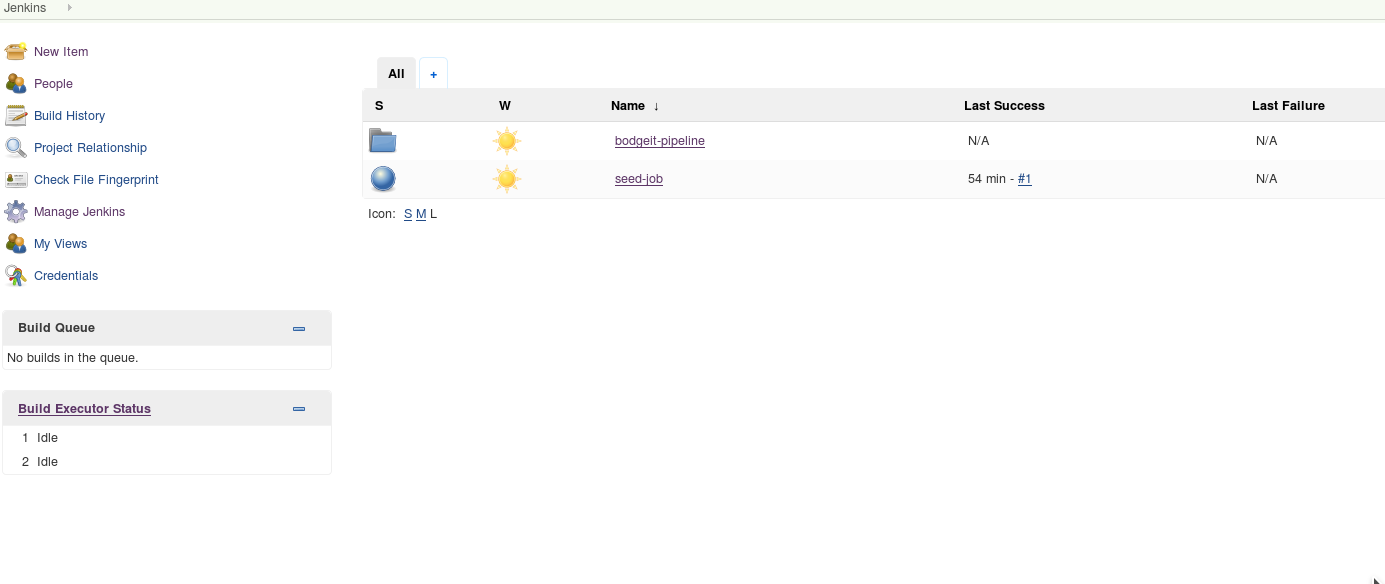 Jenkins
New Item
People
Build History
Project Relationship
Check File Fingerprint
Manage Jenkins
My Views
Credentials
Build Queue
No builds in the queue.
Build Executor Status
1 Idle
2 Idle
All +
S W Name ↓ Last Success Last Failure
bodgeit-pipeline N/A N/A
seed-job 54 min - #1 N/A
Icon: S M L